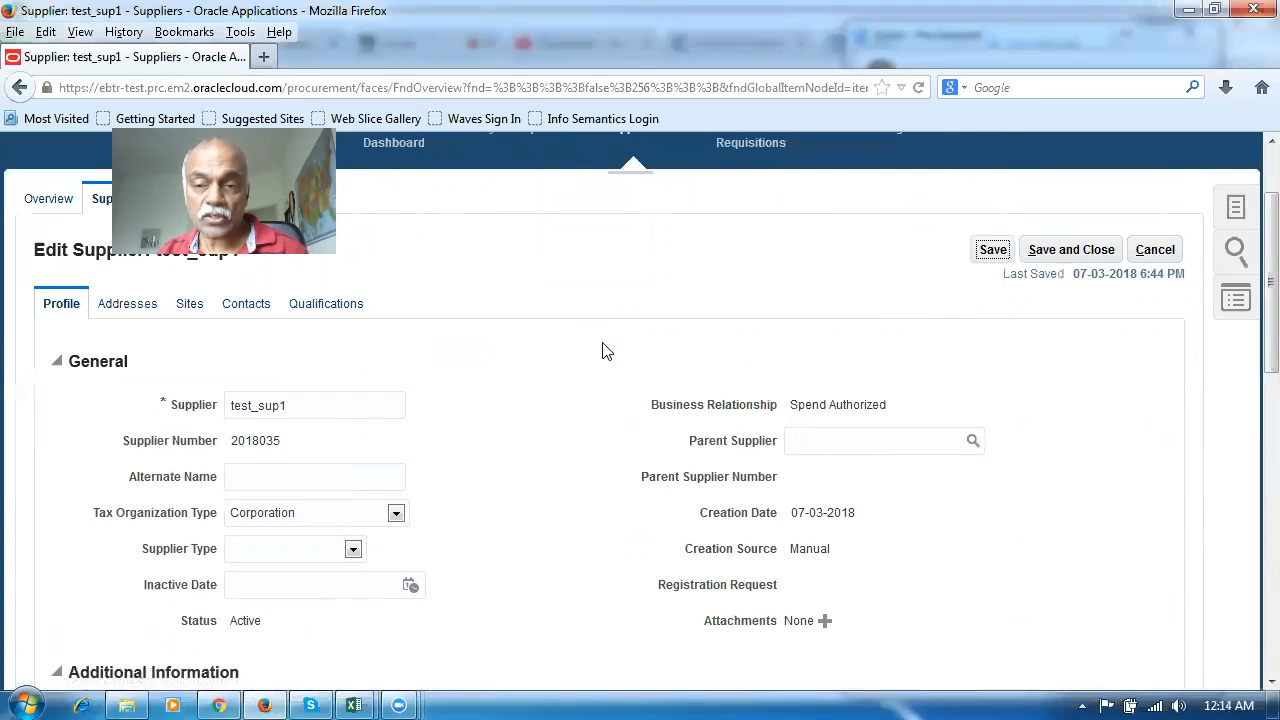 Supplier: test_sup1 - Suppliers - Oracle Applications - Mozilla Firefox
File Edit View History Bookmarks Tools Help
Supplier: test_sup1 - Suppliers - Oracle A...
https://ebtr-test.prc.em2.oraclecloud.com/procurement/faces/FndOverview?fnd=%3B%3B%3B%3Bfalse%3B256%3B%3B%3B&fndGlobalItemNodeId=iter
Google
Most Visited Getting Started Suggested Sites Web Slice Gallery Waves Sign In Info Semantics Connection
Dashboard Requisitions
Overview Sup
Edit Supplier: test_sup1
Save Save and Close Cancel
Last Saved 07-03-2018 6:44 PM
Profile Addresses Sites Contacts Qualifications
General
* Supplier test_sup1
Business Relationship Spend Authorized
Supplier Number 2018035
Parent Supplier
Alternate Name
Parent Supplier Number
Tax Organization Type Corporation
Creation Date 07-03-2018
Supplier Type
Creation Source Manual
Inactive Date
Registration Request
Status Active
Attachments None
Additional Information
12:14 AM